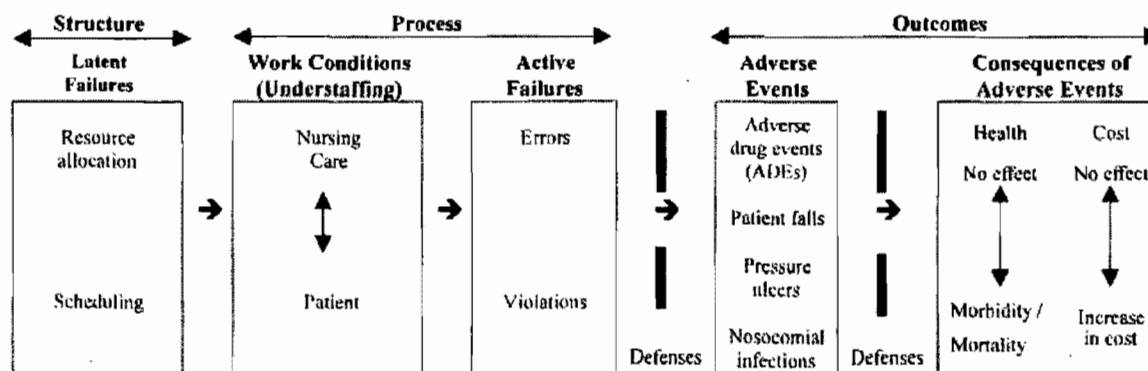 Structure
Process
Outcomes
Latent
Failures
Work Conditions
(Understaffing)
Active
Failures
Adverse
Events
Consequences of
Adverse Events
Resource
allocation
Scheduling
Nursing
Care
Patient
Errors
Violations
Defenses
Adverse
drug events
(ADEs)
Patient falls
Pressure
ulcers
Nosocomial
infections
Defenses
Health
No effect
Morbidity /
Mortality
Cost
No effect
Increase
in cost